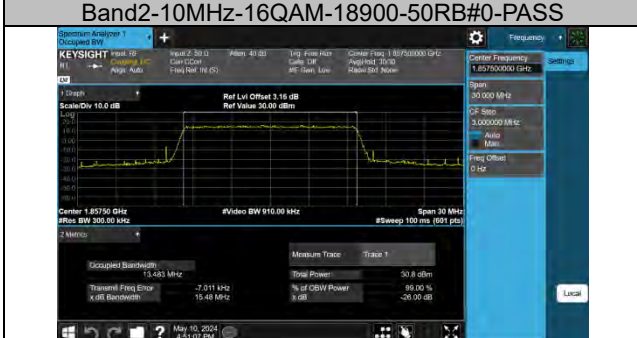 Band2-10MHz-16QAM-18900-50RB#0-PASS
Spectrum Analyzer 1
Occupied BW
Frequency
KEYSIGHT Input: RF
Coupling: DC
Align: Auto
Input Z: 50 Ω
Corr CCorr
Freq Ref: Int (S)
Atten: 40 dB
Trig: Free Run
Gate: Off
#IF Gain: Low
Center Freq: 1.857500000 GHz
Avg|Hold: 30/30
Radio Std: None
Center Frequency
1.857500000 GHz
Settings
Span
30.000 MHz
CF Step
3.000000 MHz
Auto
Man
Freq Offset
0 Hz
1 Graph
Scale/Div 10.0 dB
Ref Lvl Offset 3.15 dB
Ref Value 30.00 dBm
Log
Center 1.85750 GHz
#Video BW 910.00 kHz
Span 30 MHz
#Res BW 300.00 kHz
#Sweep 100 ms (601 pts)
2 Metrics
Measure Trace Trace 1
Occupied Bandwidth
13.483 MHz
Total Power 30.8 dBm
Transmit Freq Error -7.011 kHz
% of OBW Power 99.00 %
x dB Bandwidth 15.48 MHz
x dB -26.00 dB
Local
May 10, 2024
4:51:07 PM